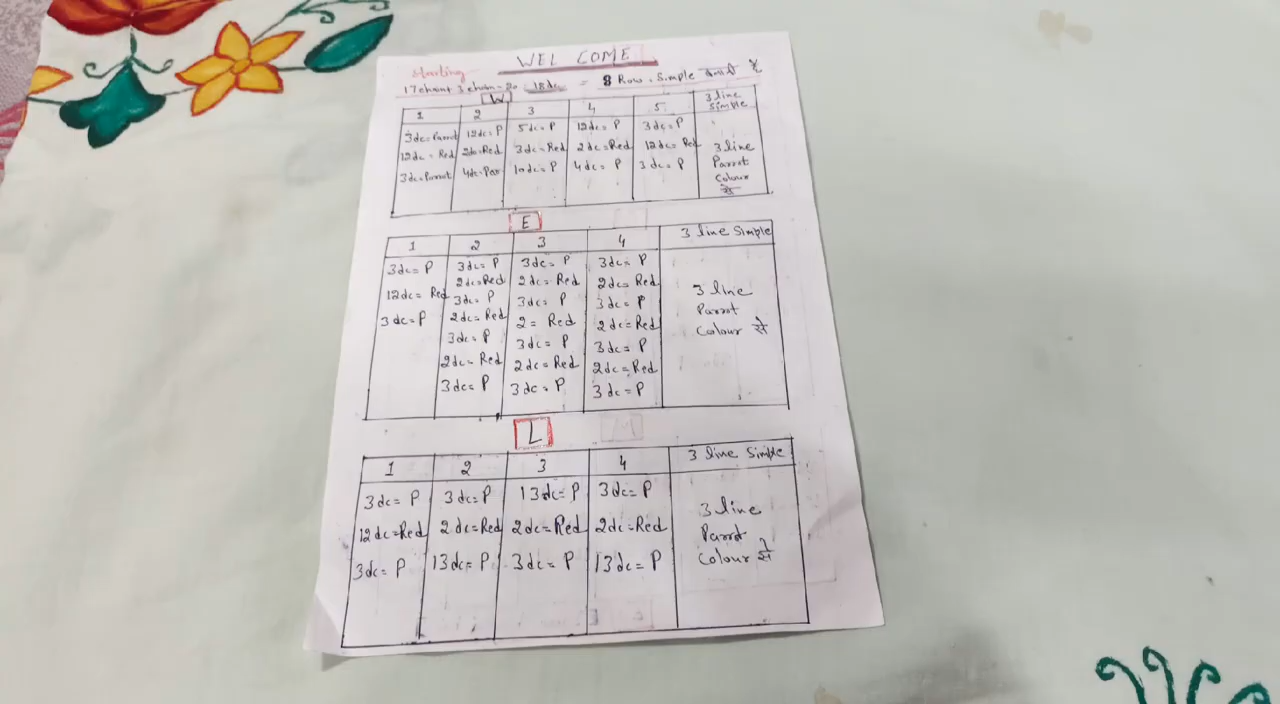 WEL COME
Starting
17 chain + 3 chain = 20 18dc = 8 Row. Simple
W
1 2 3 4 5 3 line Simple
3dc = Parrot 12dc = P 5dc = P 12dc = P 3dc = P
12dc = Red 2dc = Red 3dc = Red 2dc = Red 12dc = Red 3 line
3dc = Parrot 4dc = Par 10dc = P 4dc = P 3dc = P Parrot
Colour
से
E
1 2 3 4 3 line Simple
3dc = P 3dc = P 3dc = P 3dc = P
2dc = Red 2dc = Red 2dc = Red
12dc = Red 3dc = P 3dc = P 3dc = P 3 line
3dc = P 2dc = Red 2 = Red 2dc = Red Parrot
3dc = P 3dc = P 3dc = P Colour से
2dc = Red 2dc = Red 2dc = Red
3dc = P 3dc = P 3dc = P
L
1 2 3 4 3 line Simple
3dc = P 3dc = P 13dc = P 3dc = P 3 line
12dc = Red 2dc = Red 2dc = Red 2dc = Red Parrot
3dc = P 13dc = P 3dc = P 13dc = P Colour से